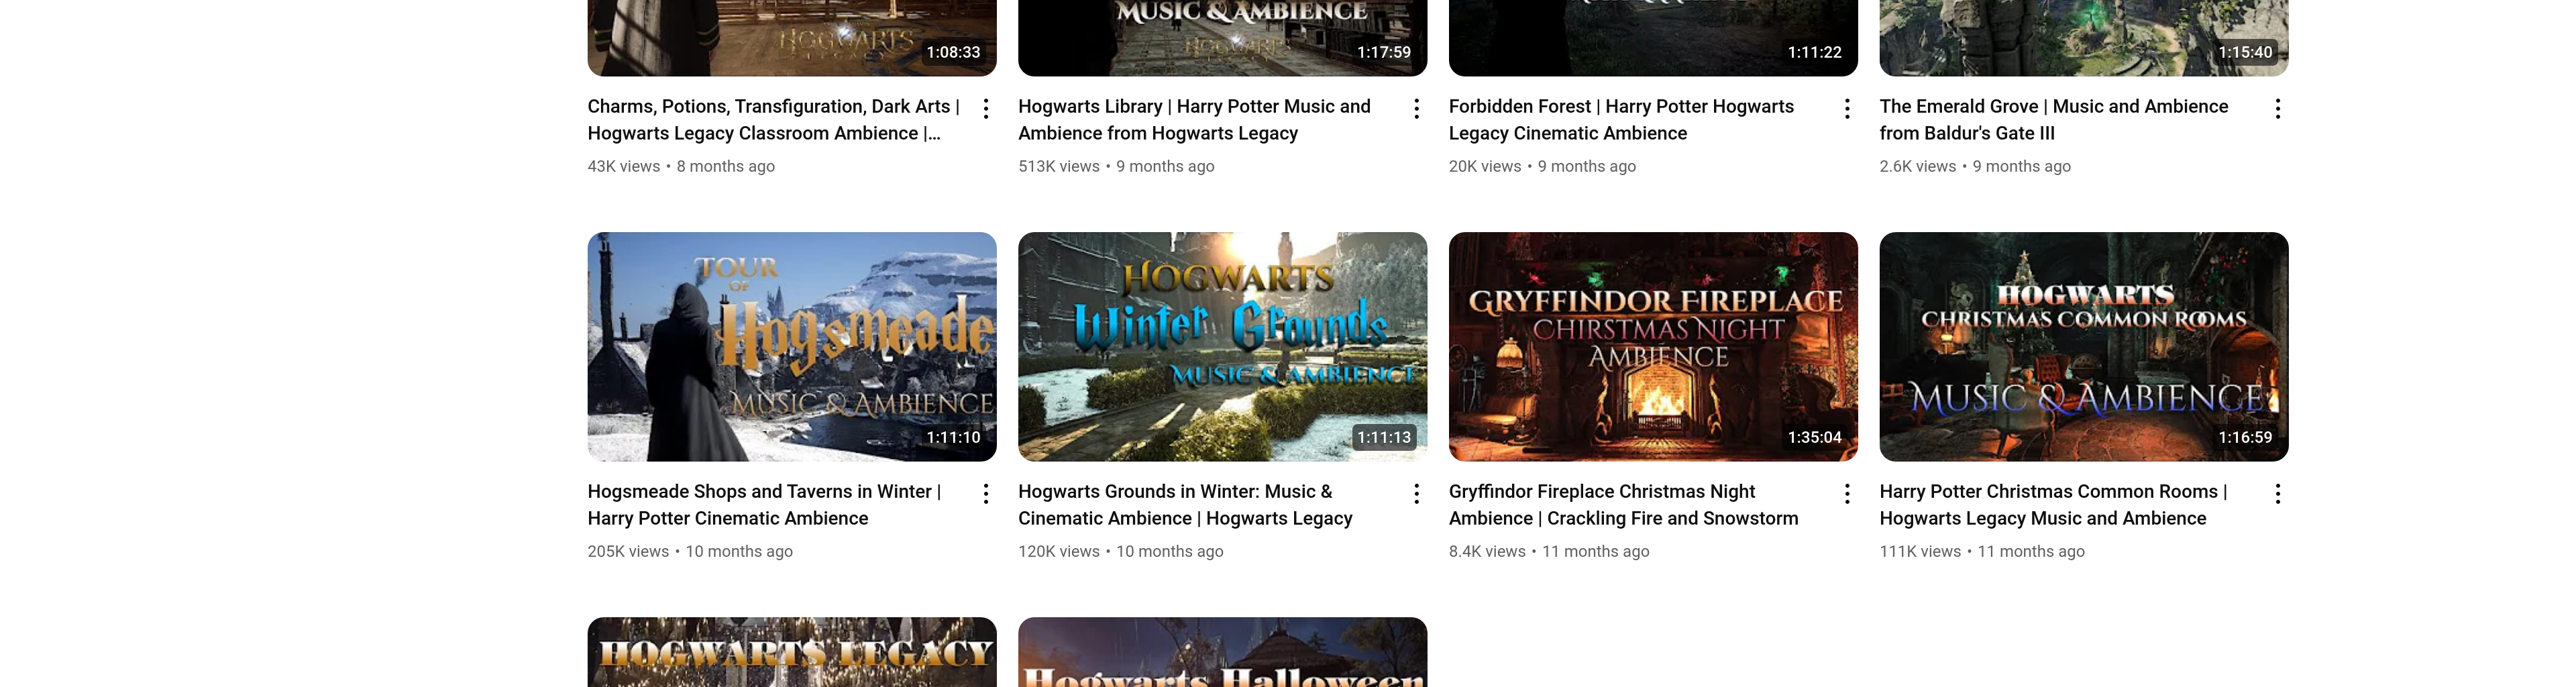 HOGWARTS
LEGACY
1:08:33
MUSIC & AMBIENCE
HOGWARTS
LEGACY
1:17:59
1:11:22
1:15:40
Charms, Potions, Transfiguration, Dark Arts |
Hogwarts Legacy Classroom Ambience |...
43K views • 8 months ago
Hogwarts Library | Harry Potter Music and
Ambience from Hogwarts Legacy
513K views • 9 months ago
Forbidden Forest | Harry Potter Hogwarts
Legacy Cinematic Ambience
20K views • 9 months ago
The Emerald Grove | Music and Ambience
from Baldur's Gate III
2.6K views • 9 months ago
TOUR
OF
Hogsmeade
MUSIC & AMBIENCE
1:11:10
HOGWARTS
Winter Grounds
MUSIC & AMBIENCE
1:11:13
GRYFFINDOR FIREPLACE
CHIRSTMAS NIGHT
AMBIENCE
1:35:04
HOGWARTS
CHRISTMAS COMMON ROOMS
MUSIC & AMBIENCE
1:16:59
Hogsmeade Shops and Taverns in Winter |
Harry Potter Cinematic Ambience
205K views • 10 months ago
Hogwarts Grounds in Winter: Music &
Cinematic Ambience | Hogwarts Legacy
120K views • 10 months ago
Gryffindor Fireplace Christmas Night
Ambience | Crackling Fire and Snowstorm
8.4K views • 11 months ago
Harry Potter Christmas Common Rooms |
Hogwarts Legacy Music and Ambience
111K views • 11 months ago
HOGWARTS LEGACY
Hogwarts Halloween